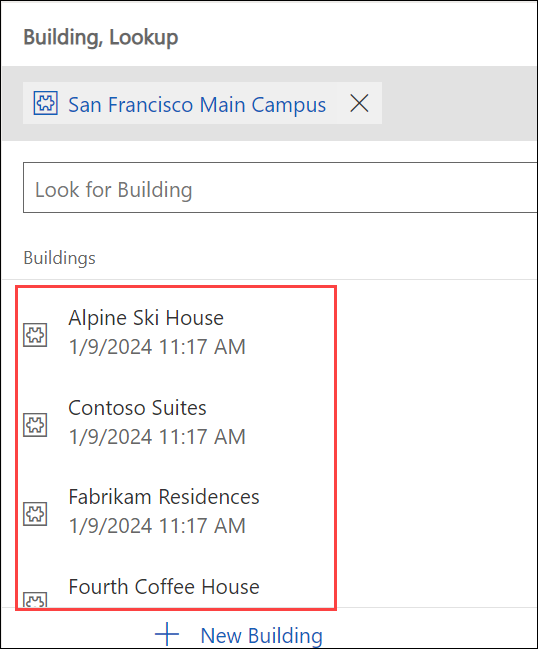 Building, Lookup
San Francisco Main Campus
Look for Building
Buildings
Alpine Ski House
1/9/2024 11:17 AM
Contoso Suites
1/9/2024 11:17 AM
Fabrikam Residences
1/9/2024 11:17 AM
Fourth Coffee House
New Building